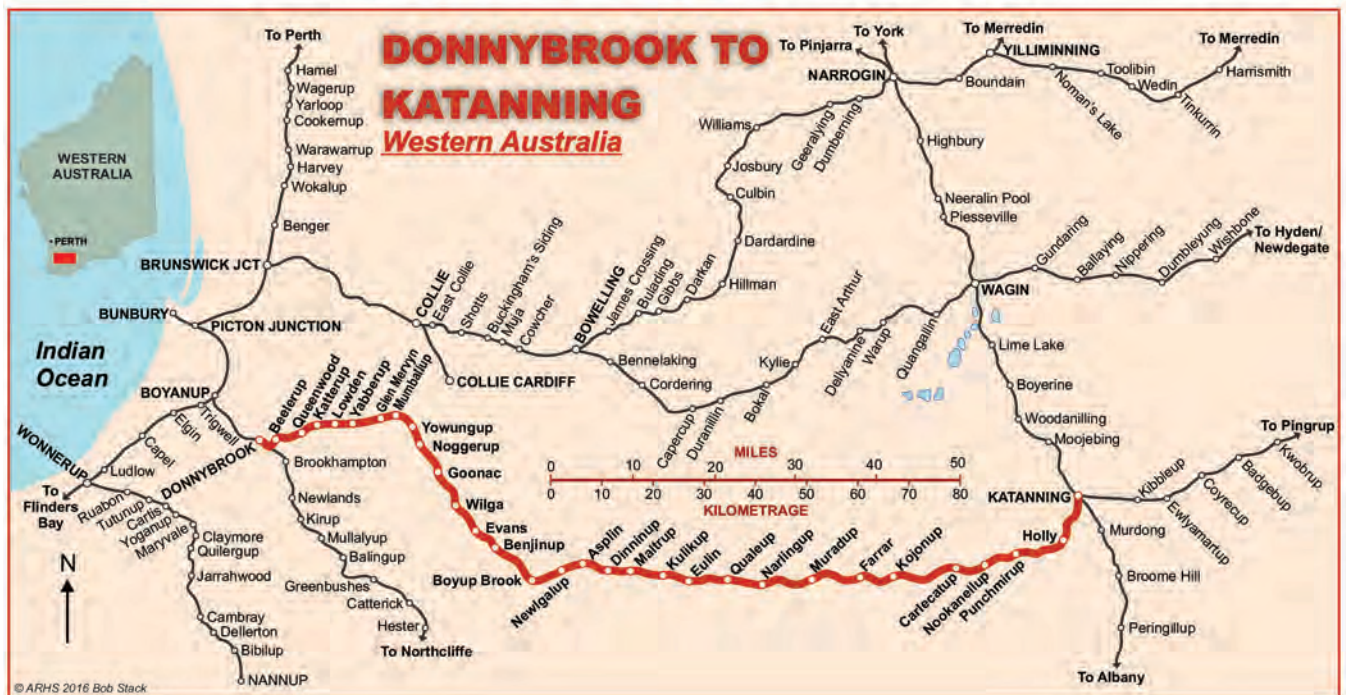 DONNYBROOK TO
KATANNING
Western Australia
WESTERN
AUSTRALIA
PERTH
Indian
Ocean
N
To Perth
Hamel
Wagerup
Yarloop
Cookernup
Warawarrup
Harvey
Wokalup
Benger
BRUNSWICK JCT
BUNBURY
PICTON JUNCTION
BOYANUP
Trigwell
Elgin
Capel
Ludlow
WONNERUP
To
Flinders
Bay
Ruabon
Tutunup
Cartis
Yoganup
Maryvale
Claymore
Quilergup
Jarrahwood
Cambray
Dellerton
Bibilup
NANNUP
DONNYBROOK
Brookhampton
Newlands
Kirup
Mullalyup
Balingup
Greenbushes
Catterick
Hester
To Northcliffe
COLLIE
East Collie
Shotts
Buckingham's Siding
Muja
Cowcher
COLLIE CARDIFF
BOWELLING
James Crossing
Bulading
Gibbs
Darkan
Hillman
Dardardine
Culbin
Josbury
Williams
Geeralying
Dumberning
NARROGIN
To Pinjarra
To York
Boundain
To Merredin
YILLIMINNING
Noman's Lake
Toolibin
Wedin
Tinkurrin
Harrismith
To Merredin
Highbury
Neeralin Pool
Piesseville
WAGIN
Gundaring
Ballaying
Nippering
Dumbleyung
Wishbone
To Hyden/
Newdegate
Bennelaking
Cordering
Capercup
Duranillin
Bokal
Kylie
East Arthur
Dellyanine
Warup
Quangallin
Lime Lake
Boyerine
Woodanilling
Moojebing
KATANNING
Kibbleup
Ewlyamartup
Coyrecup
Badgebup
Kwobrup
To Pingrup
Murdong
Broome Hill
Peringillup
To Albany
Beelerup
Queenwood
Katterup
Lowden
Yabberup
Glen Mervyn
Mumballup
Yowungup
Noggerup
Goonac
Wilga
Evans
Benjinup
Boyup Brook
Newlgalup
Asplin
Dinninup
Maitrup
Kulikup
Eulin
Qualeup
Narlingup
Muradup
Farrar
Kojonup
Carlecatup
Nookanellup
Punchmirup
Holly
MILES
0 10 20 30 40 50
0 10 20 30 40 50 60 70 80
KILOMETRAGE
© ARHS 2016 Bob Stack